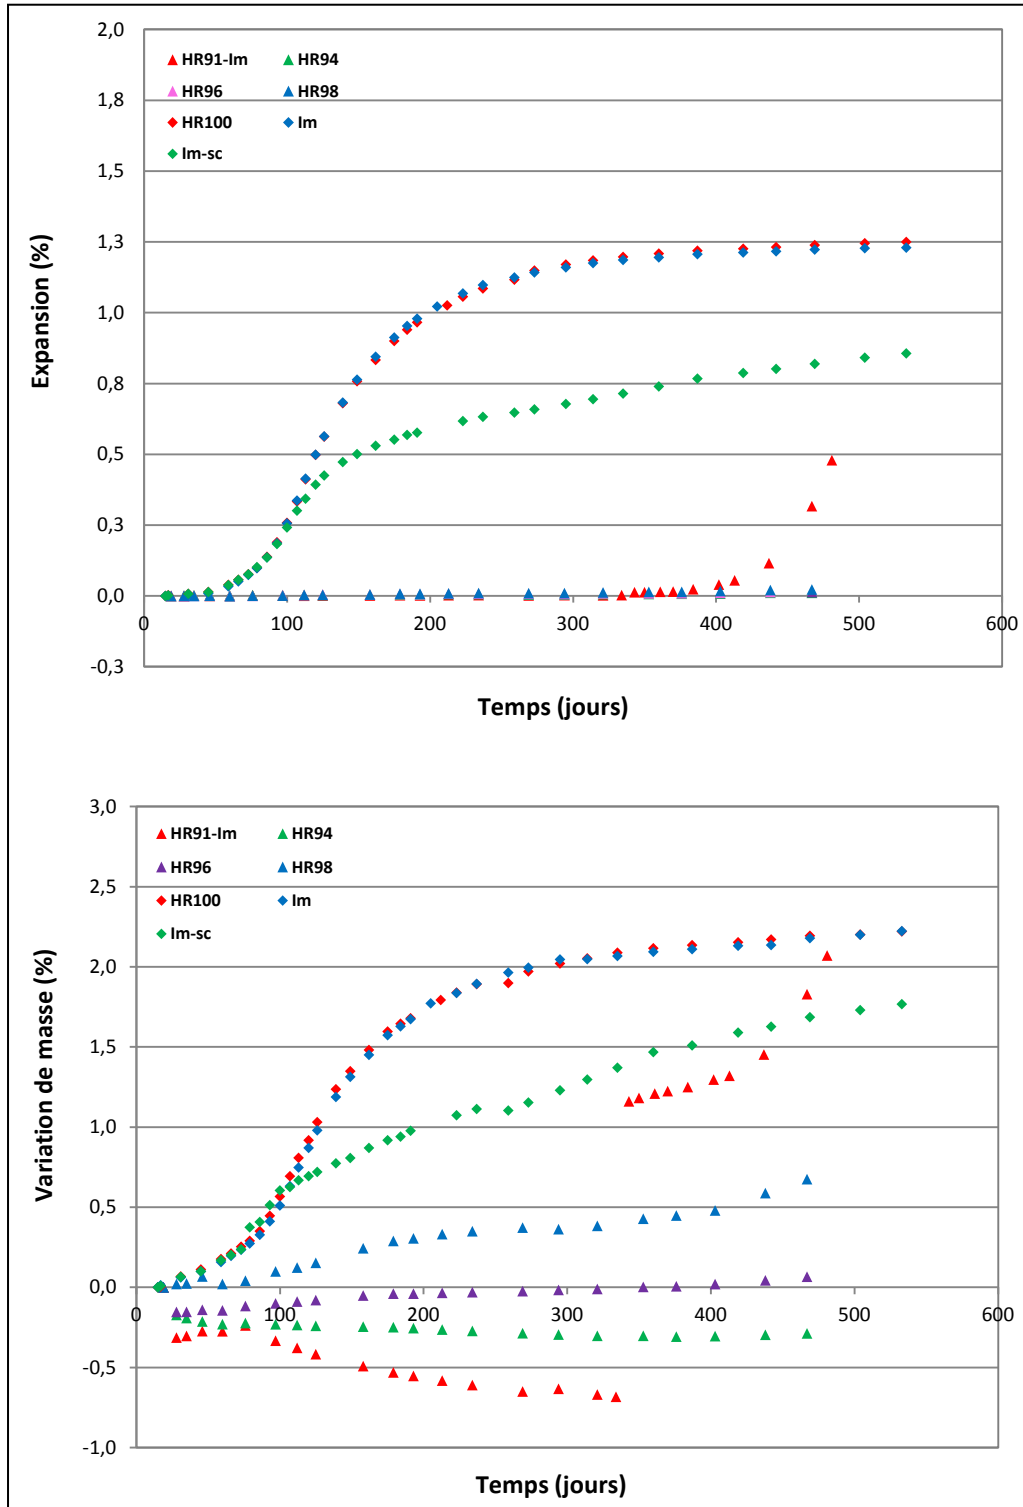 2,0
HR91-Im HR94
1,8
HR96 HR98
HR100 Im
1,5
Im-sc
1,3
Expansion (%)
1,0
0,8
0,5
0,3
0,0
0 100 200 300 400 500 600
-0,3
Temps (jours)
3,0
HR91-Im HR94
HR96 HR98
2,5
HR100 Im
Im-sc
2,0
Variation de masse (%)
1,5
1,0
0,5
0,0
0 100 200 300 400 500 600
-0,5
-1,0
Temps (jours)